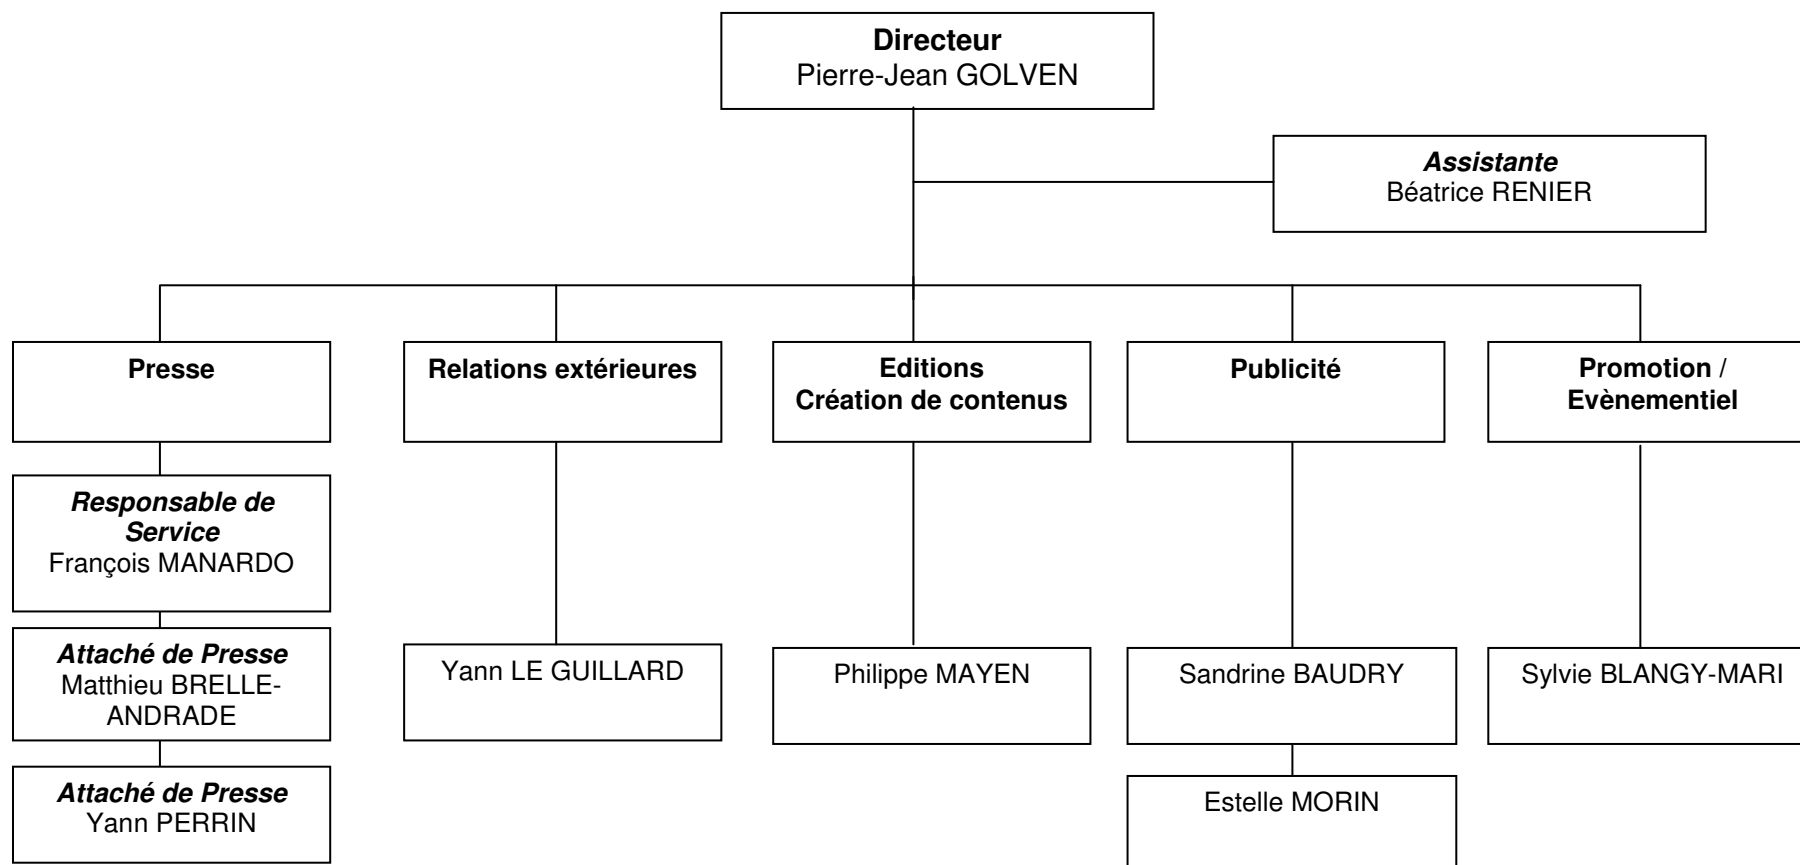 Directeur
Pierre-Jean GOLVEN
Assistante
Béatrice RENIER
Presse
Relations extérieures
Editions
Création de contenus
Publicité
Promotion /
Evènementiel
Responsable de
Service
François MANARDO
Attaché de Presse
Matthieu BRELLE-
ANDRADE
Attaché de Presse
Yann PERRIN
Yann LE GUILLARD
Philippe MAYEN
Sandrine BAUDRY
Estelle MORIN
Sylvie BLANGY-MARI